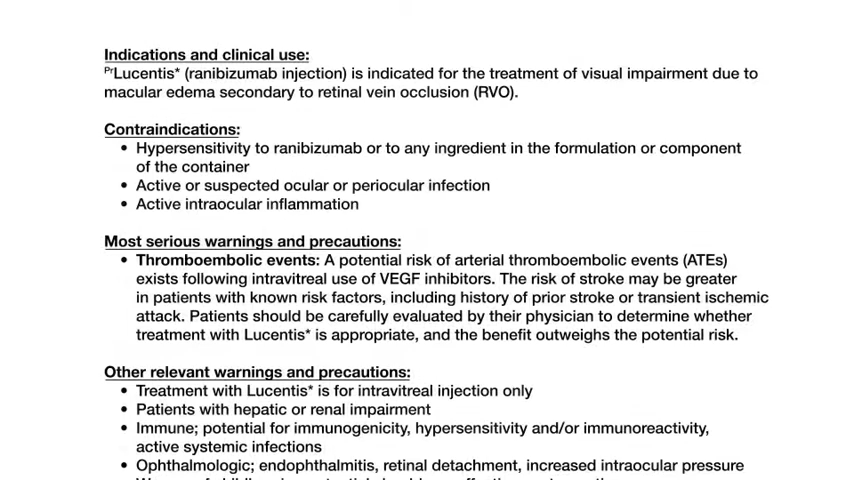 Indications and clinical use:
PrLucentis* (ranibizumab injection) is indicated for the treatment of visual impairment due to
macular edema secondary to retinal vein occlusion (RVO).
Contraindications:
• Hypersensitivity to ranibizumab or to any ingredient in the formulation or component
of the container
• Active or suspected ocular or periocular infection
• Active intraocular inflammation
Most serious warnings and precautions:
• Thromboembolic events: A potential risk of arterial thromboembolic events (ATEs)
exists following intravitreal use of VEGF inhibitors. The risk of stroke may be greater
in patients with known risk factors, including history of prior stroke or transient ischemic
attack. Patients should be carefully evaluated by their physician to determine whether
treatment with Lucentis* is appropriate, and the benefit outweighs the potential risk.
Other relevant warnings and precautions:
• Treatment with Lucentis* is for intravitreal injection only
• Patients with hepatic or renal impairment
• Immune; potential for immunogenicity, hypersensitivity and/or immunoreactivity,
active systemic infections
• Ophthalmologic; endophthalmitis, retinal detachment, increased intraocular pressure